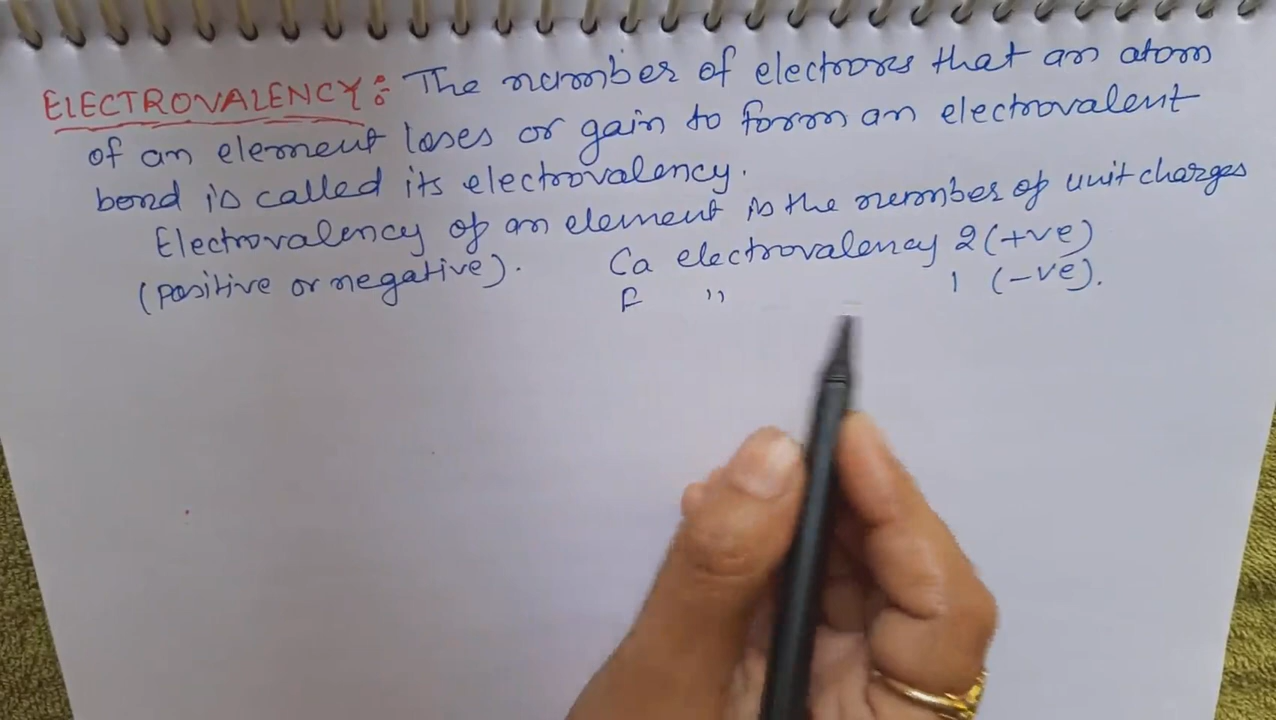 ELECTROVALENCY: The number of electrons that an atom
of an element loses or gain to form an electrovalent
bond is called its electrovalency.
Electrovalency of an element is the number of unit charges
(positive or negative).
Ca electrovalency 2 (+ve)
F " 1 (-ve).